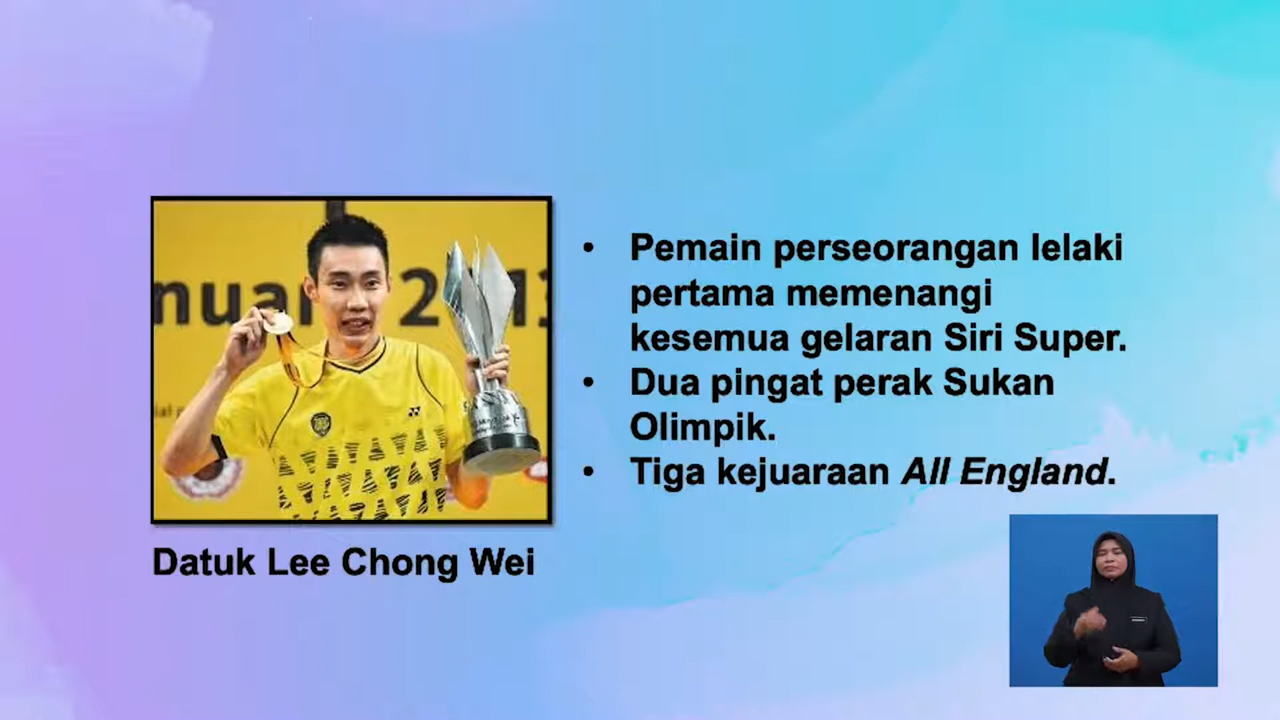 Pemain perseorangan lelaki
pertama memenangi
kesemua gelaran Siri Super.
Dua pingat perak Sukan
Olimpik.
Tiga kejuaraan All England.
Datuk Lee Chong Wei